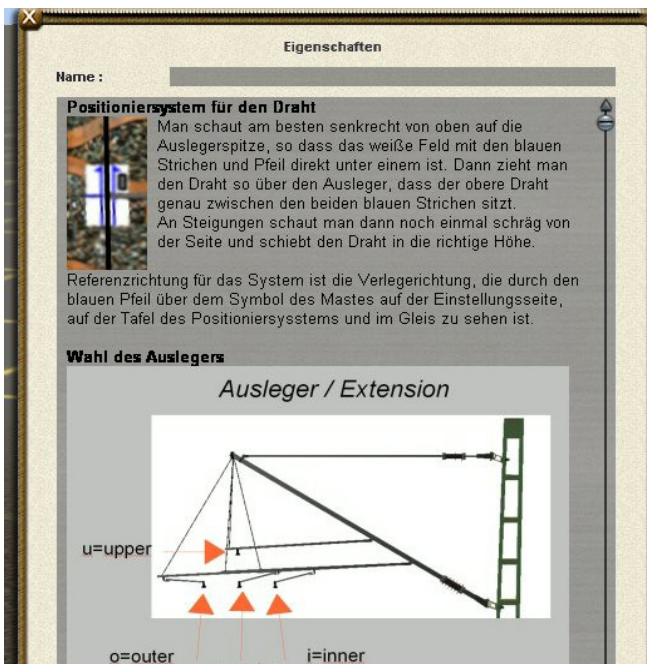 Eigenschaften
Name :
Positioniersystem für den Draht
Man schaut am besten senkrecht von oben auf die
Auslegerspitze, so dass das weiße Feld mit den blauen
Strichen und Pfeil direkt unter einem ist. Dann zieht man
den Draht so über den Ausleger, dass der obere Draht
genau zwischen den beiden blauen Strichen sitzt.
An Steigungen schaut man dann noch einmal schräg von
der Seite und schiebt den Draht in die richtige Höhe.
Referenzrichtung für das System ist die Verlegerichtung, die durch den
blauen Pfeil über dem Symbol des Mastes auf der Einstellungsseite,
auf der Tafel des Positioniersysstems und im Gleis zu sehen ist.
Wahl des Auslegers
Ausleger / Extension
u=upper
o=outer
i=inner